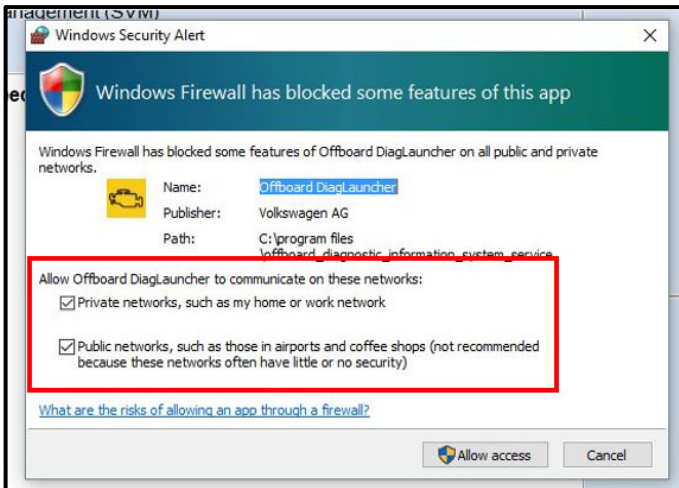 anagement (SVM)
Windows Security Alert
Windows Firewall has blocked some features of this app
Windows Firewall has blocked some features of Offboard DiagLauncher on all public and private
networks.
Name: Offboard DiagLauncher
Publisher: Volkswagen AG
Path: C:\program files
\offboard_diagnostic_information_system_service
Allow Offboard DiagLauncher to communicate on these networks:
Private networks, such as my home or work network
Public networks, such as those in airports and coffee shops (not recommended
because these networks often have little or no security)
What are the risks of allowing an app through a firewall?
Allow access Cancel